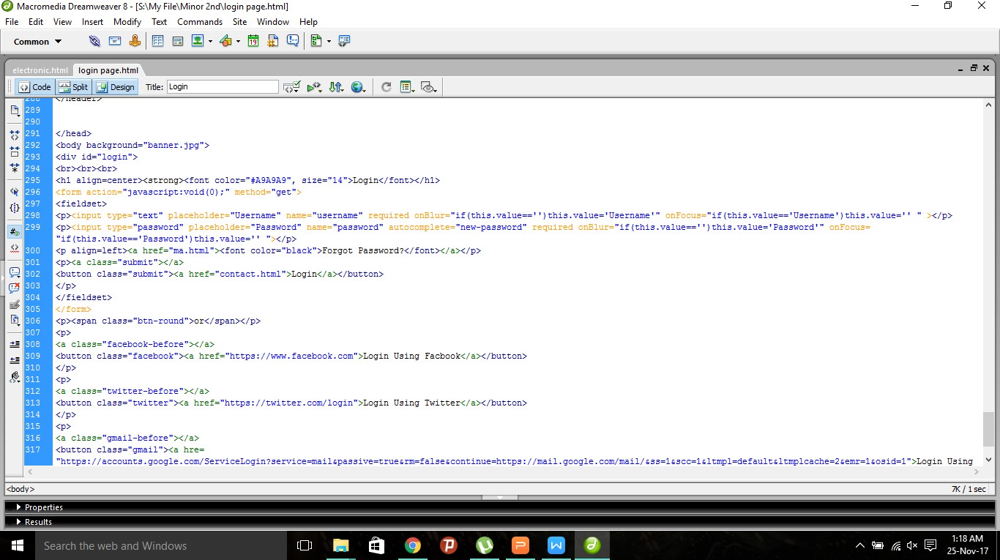 Macromedia Dreamweaver 8 - [S:\My File\Minor 2nd\login page.html]
File Edit View Insert Modify Text Commands Site Window Help
Common
electronic.html login page.html
Code Split Design Title: Login
288 </header>
289
290
291 </head>
292 <body background="banner.jpg">
293 <div id="login">
294 <br><br><br>
295 <h1 align=center><strong><font color="#A9A9A9", size="14">Login</font></h1>
296 <form action="javascript:void(0);" method="get">
297 <fieldset>
298 <p><input type="text" placeholder="Username" name="username" required onBlur="if(this.value=='')this.value='Username'" onFocus="if(this.value=='Username')this.value='' " ></p>
299 <p><input type="password" placeholder="Password" name="password" autocomplete="new-password" required onBlur="if(this.value=='')this.value='Password'" onFocus=
"if(this.value=='Password')this.value='' "></p>
300 <p align=left><a href="ma.html"><font color="black">Forgot Password?</font></a></p>
301 <p><a class="submit"></a>
302 <button class="submit"><a href="contact.html">Login</a></button>
303 </p>
304 </fieldset>
305 </form>
306 <p><span class="btn-round">or</span></p>
307 <p>
308 <a class="facebook-before"></a>
309 <button class="facebook"><a href="https://www.facebook.com">Login Using Facbook</a></button>
310 </p>
311 <p>
312 <a class="twitter-before"></a>
313 <button class="twitter"><a href="https://twitter.com/login">Login Using Twitter</a></button>
314 </p>
315 <p>
316 <a class="gmail-before"></a>
317 <button class="gmail"><a hre=
"https://accounts.google.com/ServiceLogin?service=mail&passive=true&rm=false&continue=https://mail.google.com/mail/&ss=1&scc=1&ltmpl=default&ltmplcache=2&emr=1&osid=1">Login Using
<body> 7K / 1 sec
Properties
Results
Search the web and Windows
1:18 AM
25-Nov-17